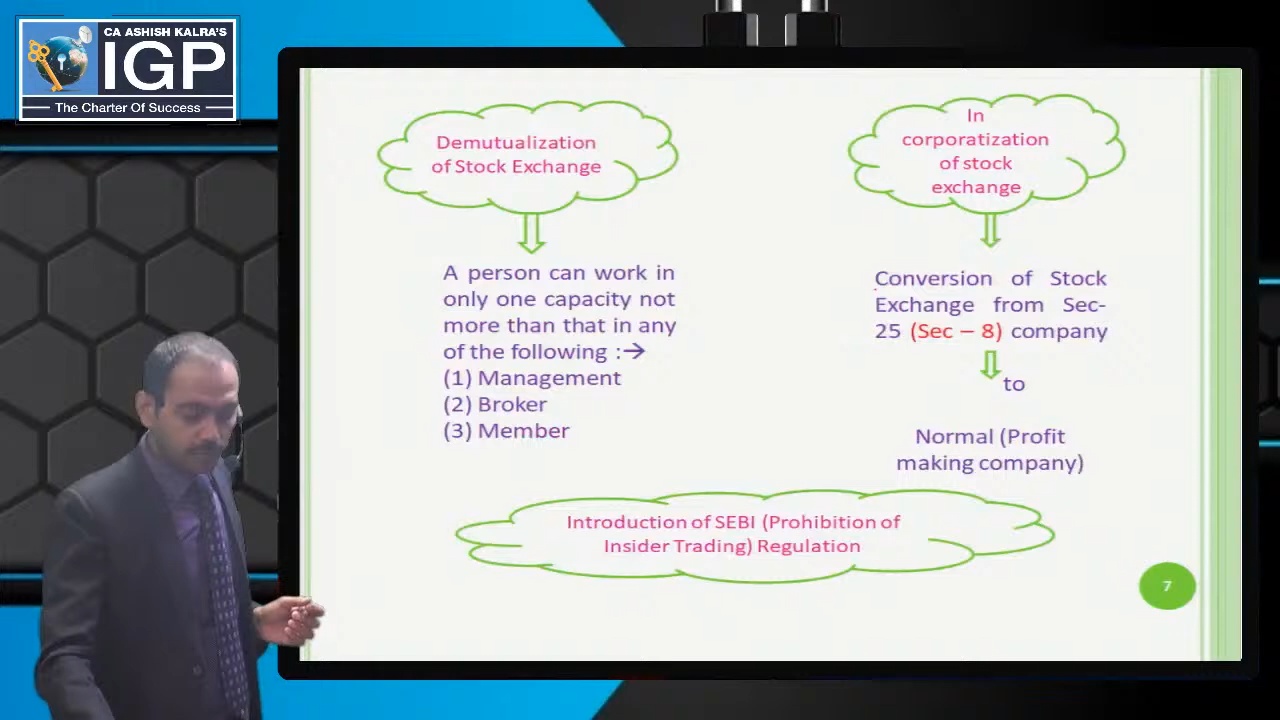 CA ASHISH KALRA'S
IGP
The Charter Of Success
Demutualization
of Stock Exchange
A person can work in
only one capacity not
more than that in any
of the following :→
(1) Management
(2) Broker
(3) Member
In
corporatization
of stock
exchange
Conversion of Stock
Exchange from Sec-
25 (Sec – 8) company
to
Normal (Profit
making company)
Introduction of SEBI (Prohibition of
Insider Trading) Regulation
7